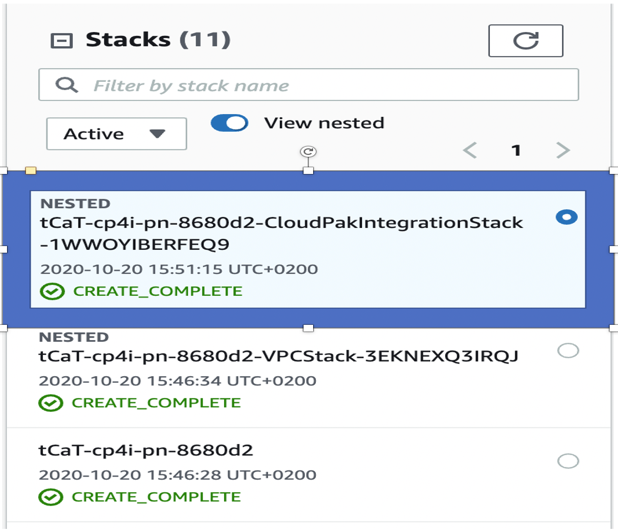 Stacks (11)
Filter by stack name
Active
View nested
1
NESTED
tCaT-cp4i-pn-8680d2-CloudPakIntegrationStack
-1WWOYIBERFEQ9
2020-10-20 15:51:15 UTC+0200
CREATE_COMPLETE
NESTED
tCaT-cp4i-pn-8680d2-VPCStack-3EKNEXQ3IRQJ
2020-10-20 15:46:34 UTC+0200
CREATE_COMPLETE
tCaT-cp4i-pn-8680d2
2020-10-20 15:46:28 UTC+0200
CREATE_COMPLETE